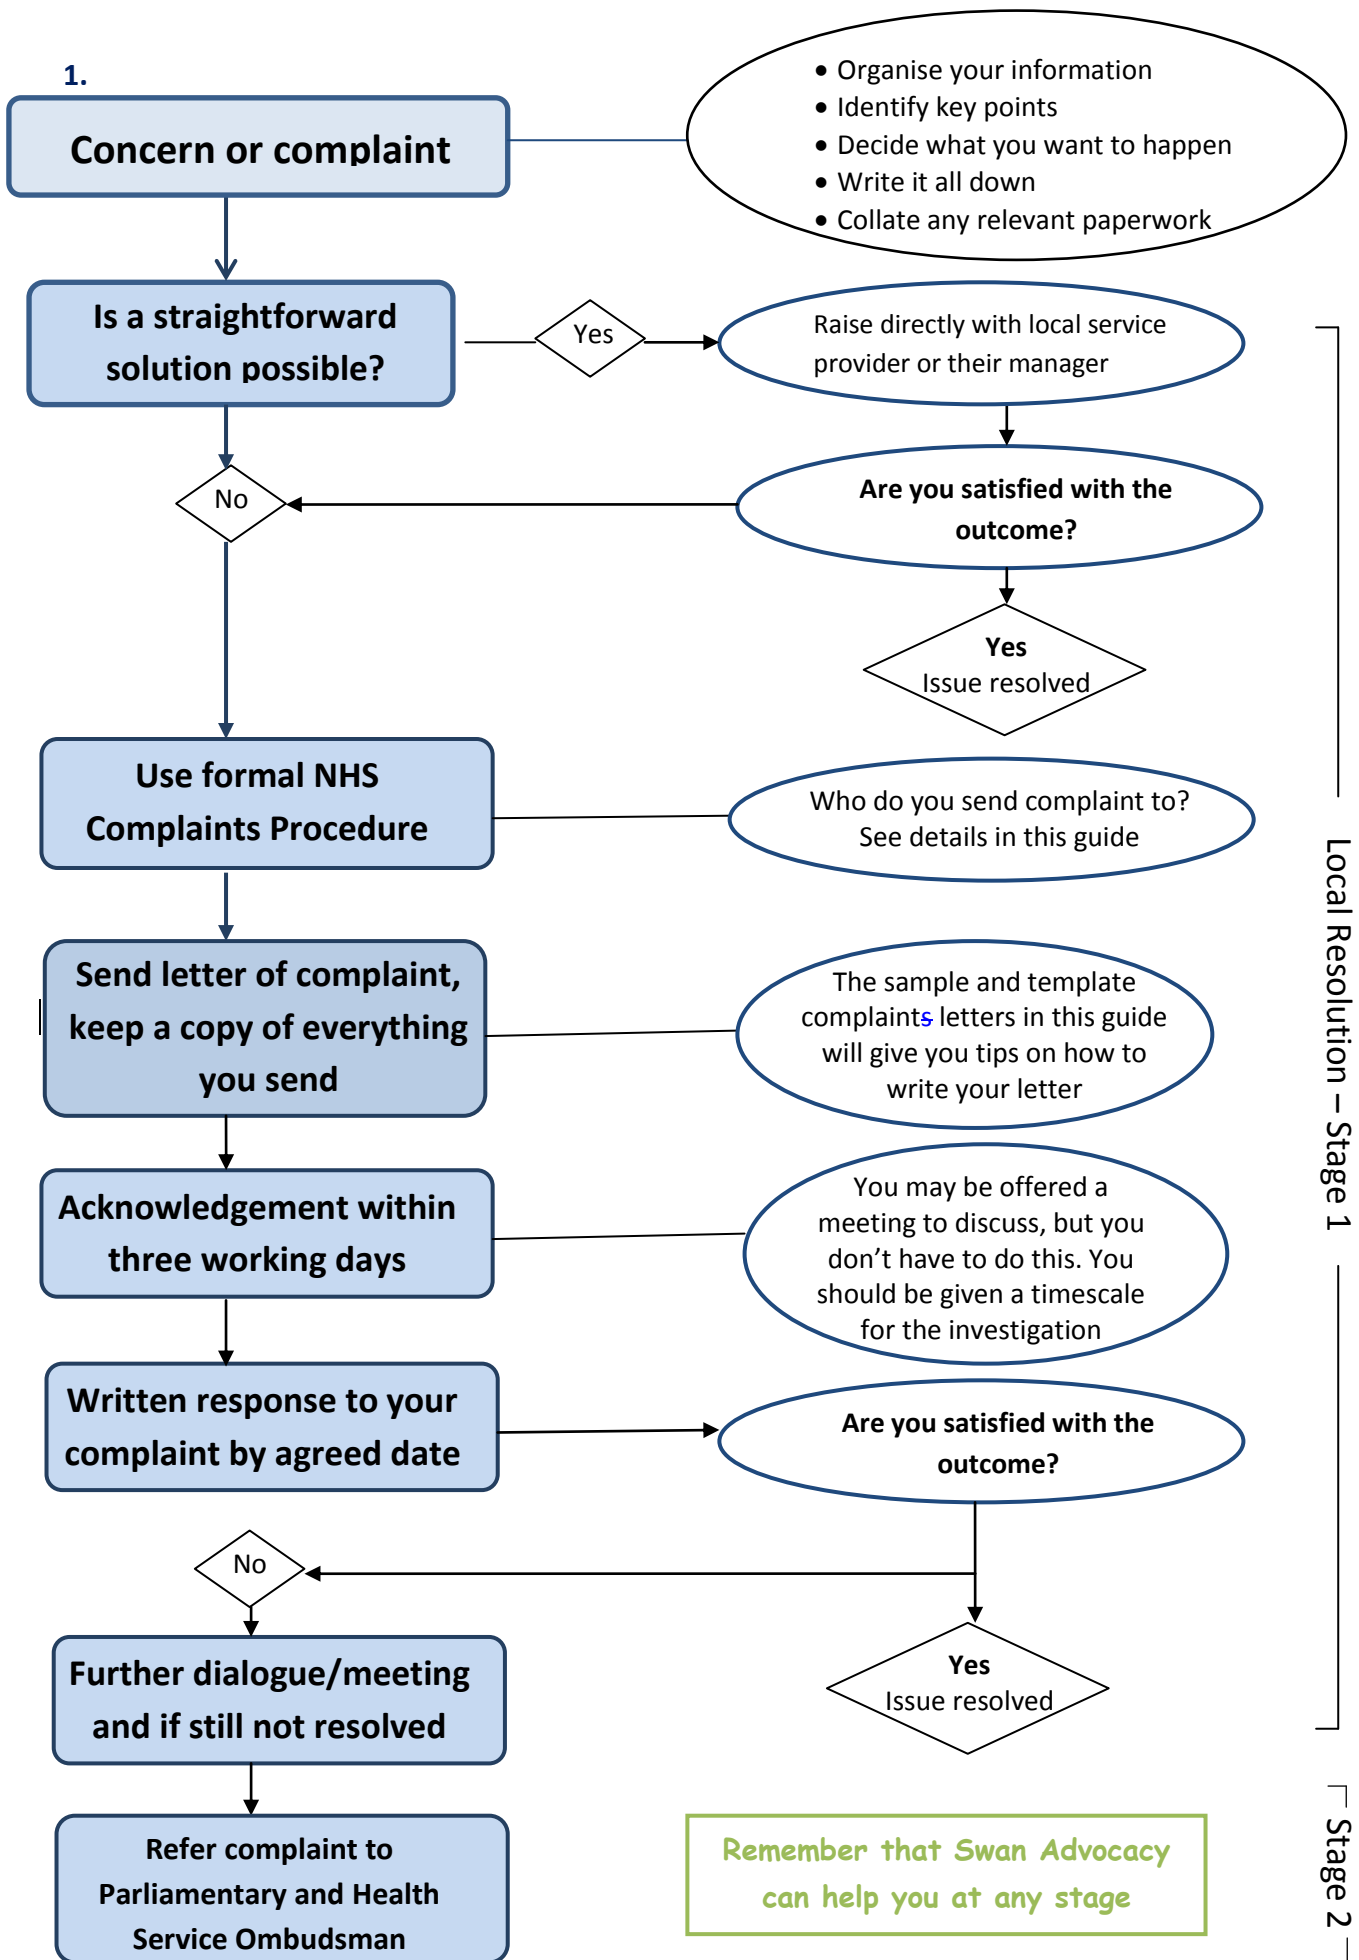 1.
Concern or complaint
• Organise your information
• Identify key points
• Decide what you want to happen
• Write it all down
• Collate any relevant paperwork
Is a straightforward
solution possible?
Yes
Raise directly with local service
provider or their manager
No
Are you satisfied with the
outcome?
Yes
Issue resolved
Use formal NHS
Complaints Procedure
Who do you send complaint to?
See details in this guide
Local Resolution – Stage 1
Send letter of complaint,
keep a copy of everything
you send
The sample and template
complaints letters in this guide
will give you tips on how to
write your letter
Acknowledgement within
three working days
You may be offered a
meeting to discuss, but you
don't have to do this. You
should be given a timescale
for the investigation
Written response to your
complaint by agreed date
Are you satisfied with the
outcome?
No
Yes
Issue resolved
Further dialogue/meeting
and if still not resolved
Refer complaint to
Parliamentary and Health
Service Ombudsman
Remember that Swan Advocacy
can help you at any stage
Stage 2